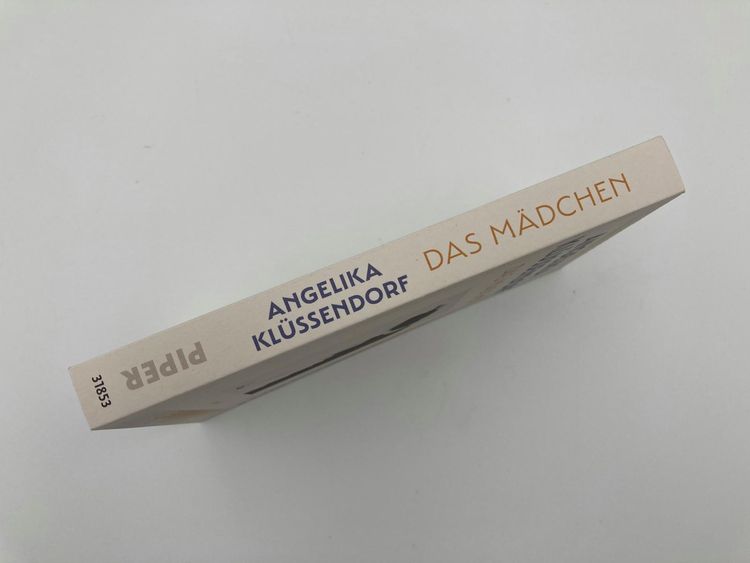 ANGELIKA
KLÜSSENDORF
DAS MÄDCHEN
PIPER
31853